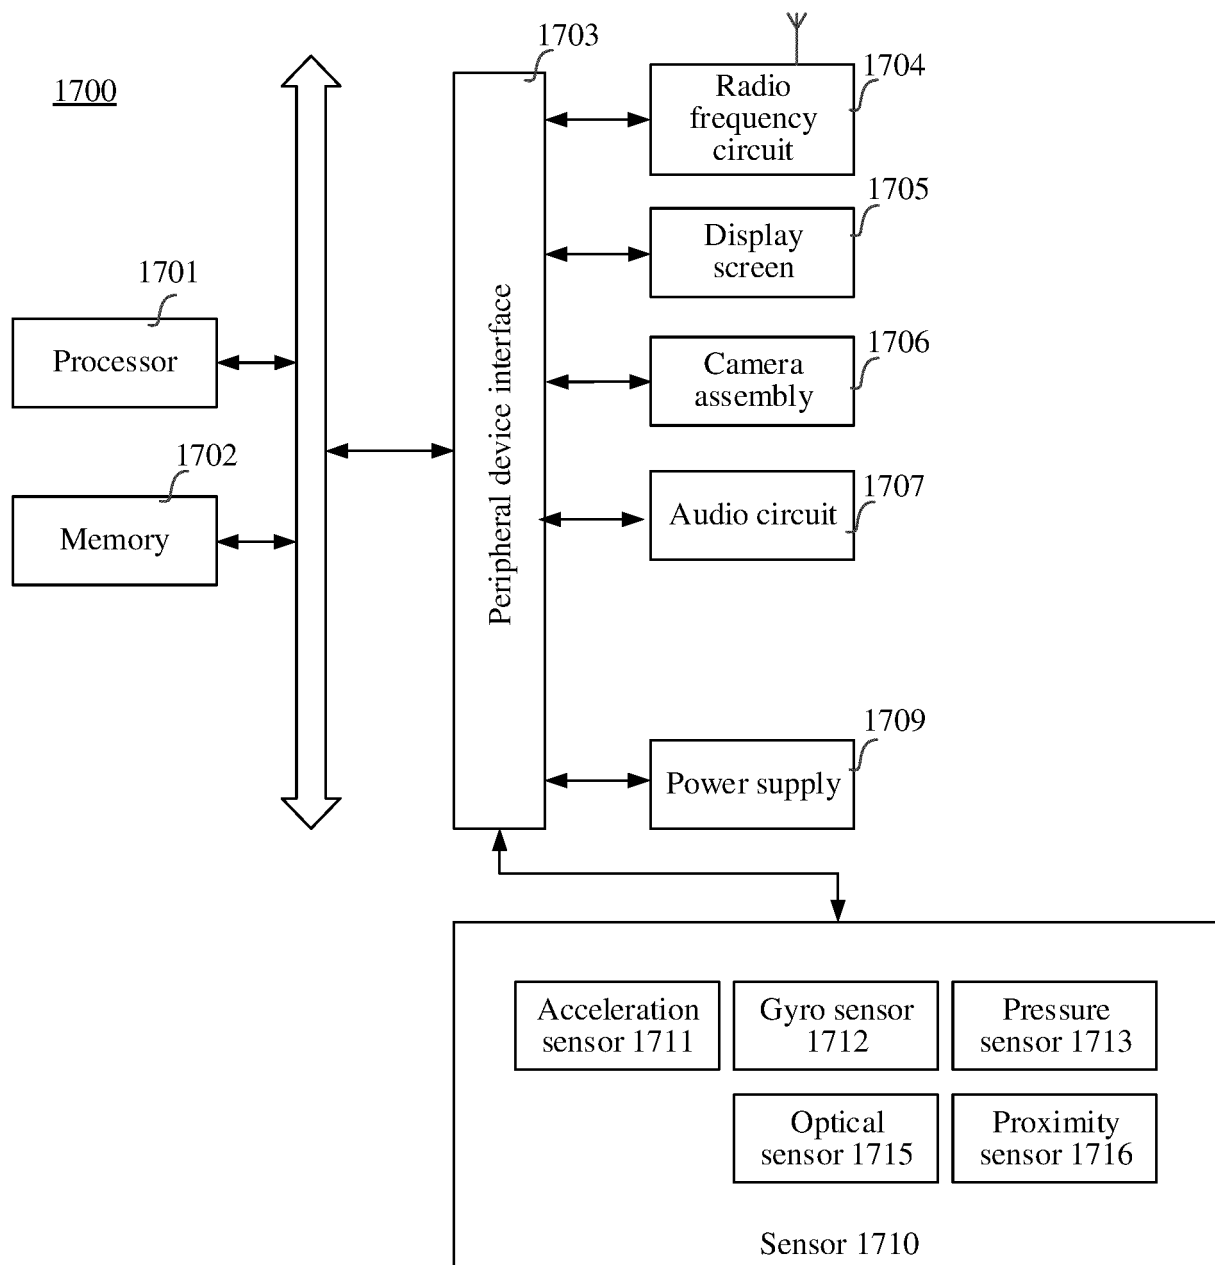 1700
1701
Processor
1702
Memory
1703
Peripheral device interface
1704
Radio
frequency
circuit
1705
Display
screen
1706
Camera
assembly
1707
Audio circuit
1709
Power supply
Acceleration
sensor 1711
Gyro sensor
1712
Pressure
sensor 1713
Optical
sensor 1715
Proximity
sensor 1716
Sensor 1710